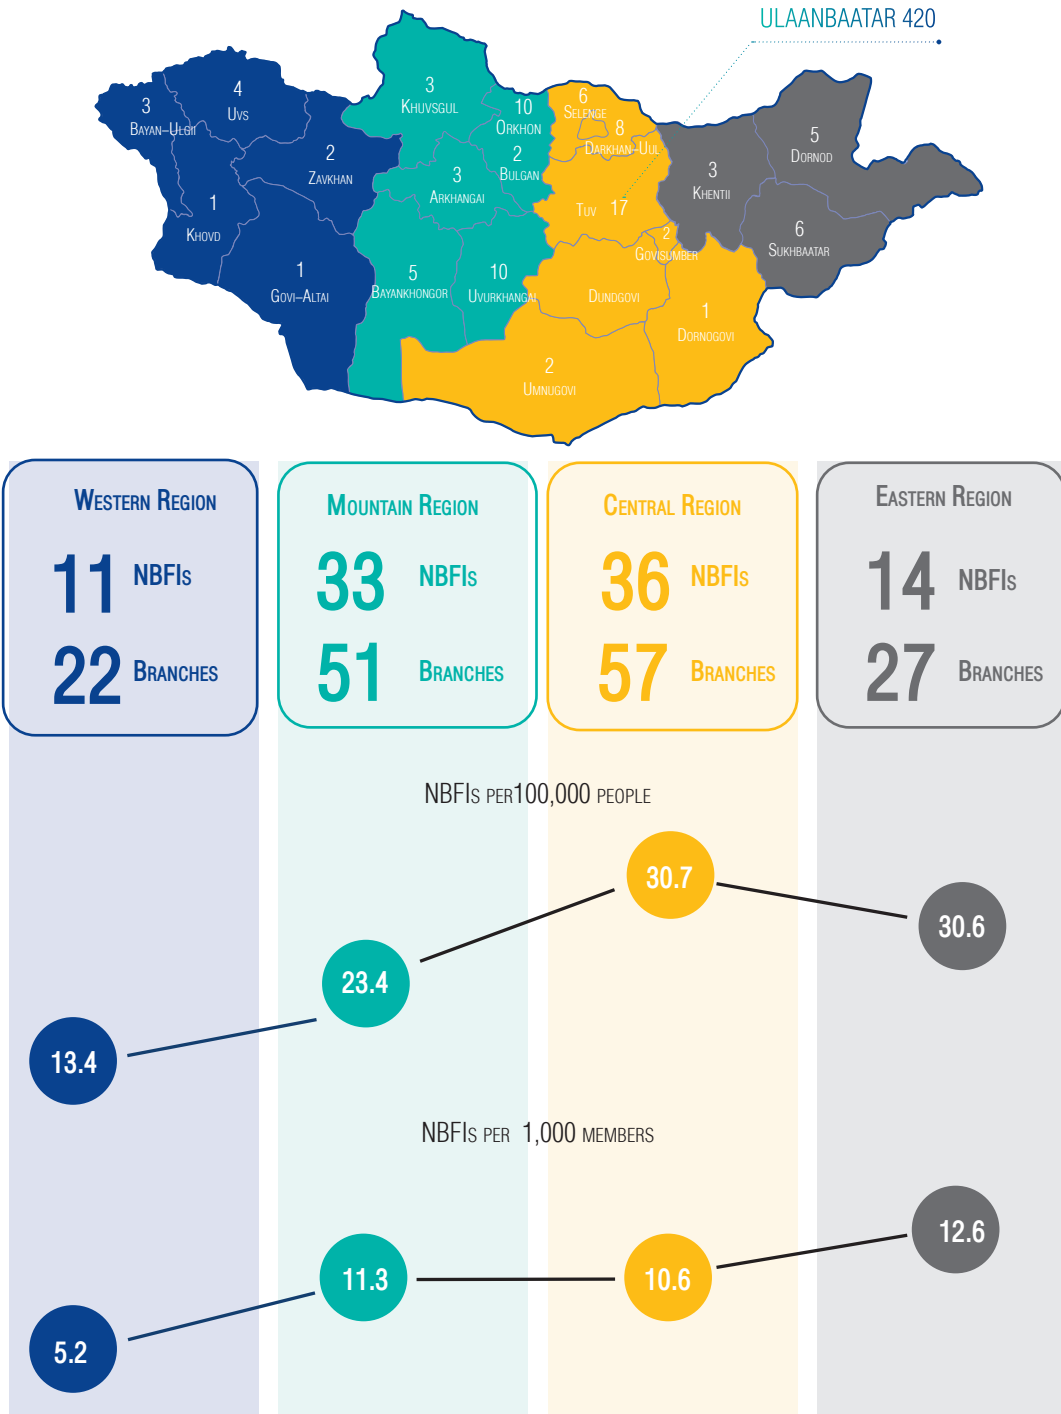 ULAANBAATAR 420
3
BAYAN–ULGII
4
UVS
2
ZAVKHAN
1
KHOVD
1
GOVI–ALTAI
3
KHUVSGUL
10
ORKHON
2
BULGAN
3
ARKHANGAI
5
BAYANKHONGOR
10
UVURKHANGAI
6
SELENGE
8
DARKHAN–UUL
TUV 17
2
GOVISUMBER
DUNDGOVI
1
DORNOGOVI
2
UMNUGOVI
3
KHENTII
5
DORNOD
6
SUKHBAATAR
WESTERN REGION
11 NBFIS
22 BRANCHES
MOUNTAIN REGION
33 NBFIS
51 BRANCHES
CENTRAL REGION
36 NBFIS
57 BRANCHES
EASTERN REGION
14 NBFIS
27 BRANCHES
NBFIS PER100,000 PEOPLE
13.4
23.4
30.7
30.6
NBFIS PER 1,000 MEMBERS
5.2
11.3
10.6
12.6